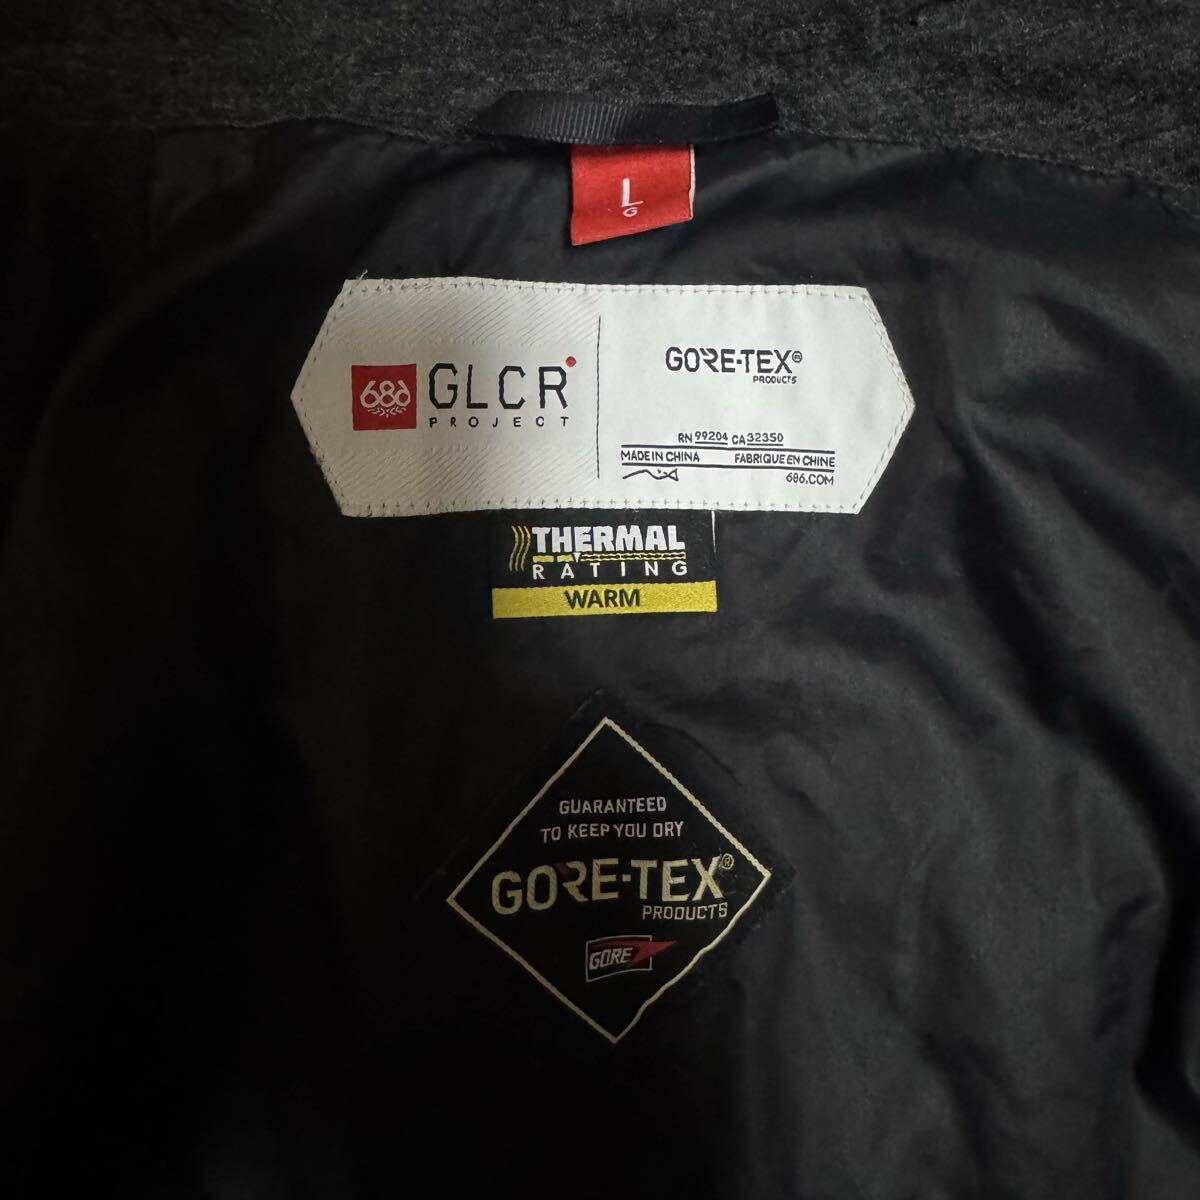 L
G
686 GLCR
PROJECT
GORE-TEX®
PRODUCTS
RN 99204 CA 32350
MADE IN CHINA FABRIQUE EN CHINE
686.COM
THERMAL
RATING
WARM
GUARANTEED
TO KEEP YOU DRY
GORE-TEX®
PRODUCTS
GORE